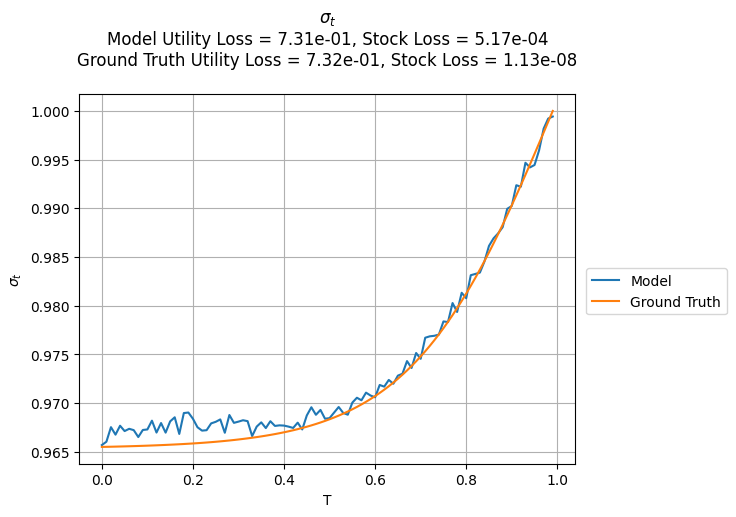 σt
Model Utility Loss = 7.31e-01, Stock Loss = 5.17e-04
Ground Truth Utility Loss = 7.32e-01, Stock Loss = 1.13e-08
1.000
0.995
0.990
0.985
0.980
0.975
0.970
0.965
σt
0.0 0.2 0.4 0.6 0.8 1.0
T
Model
Ground Truth